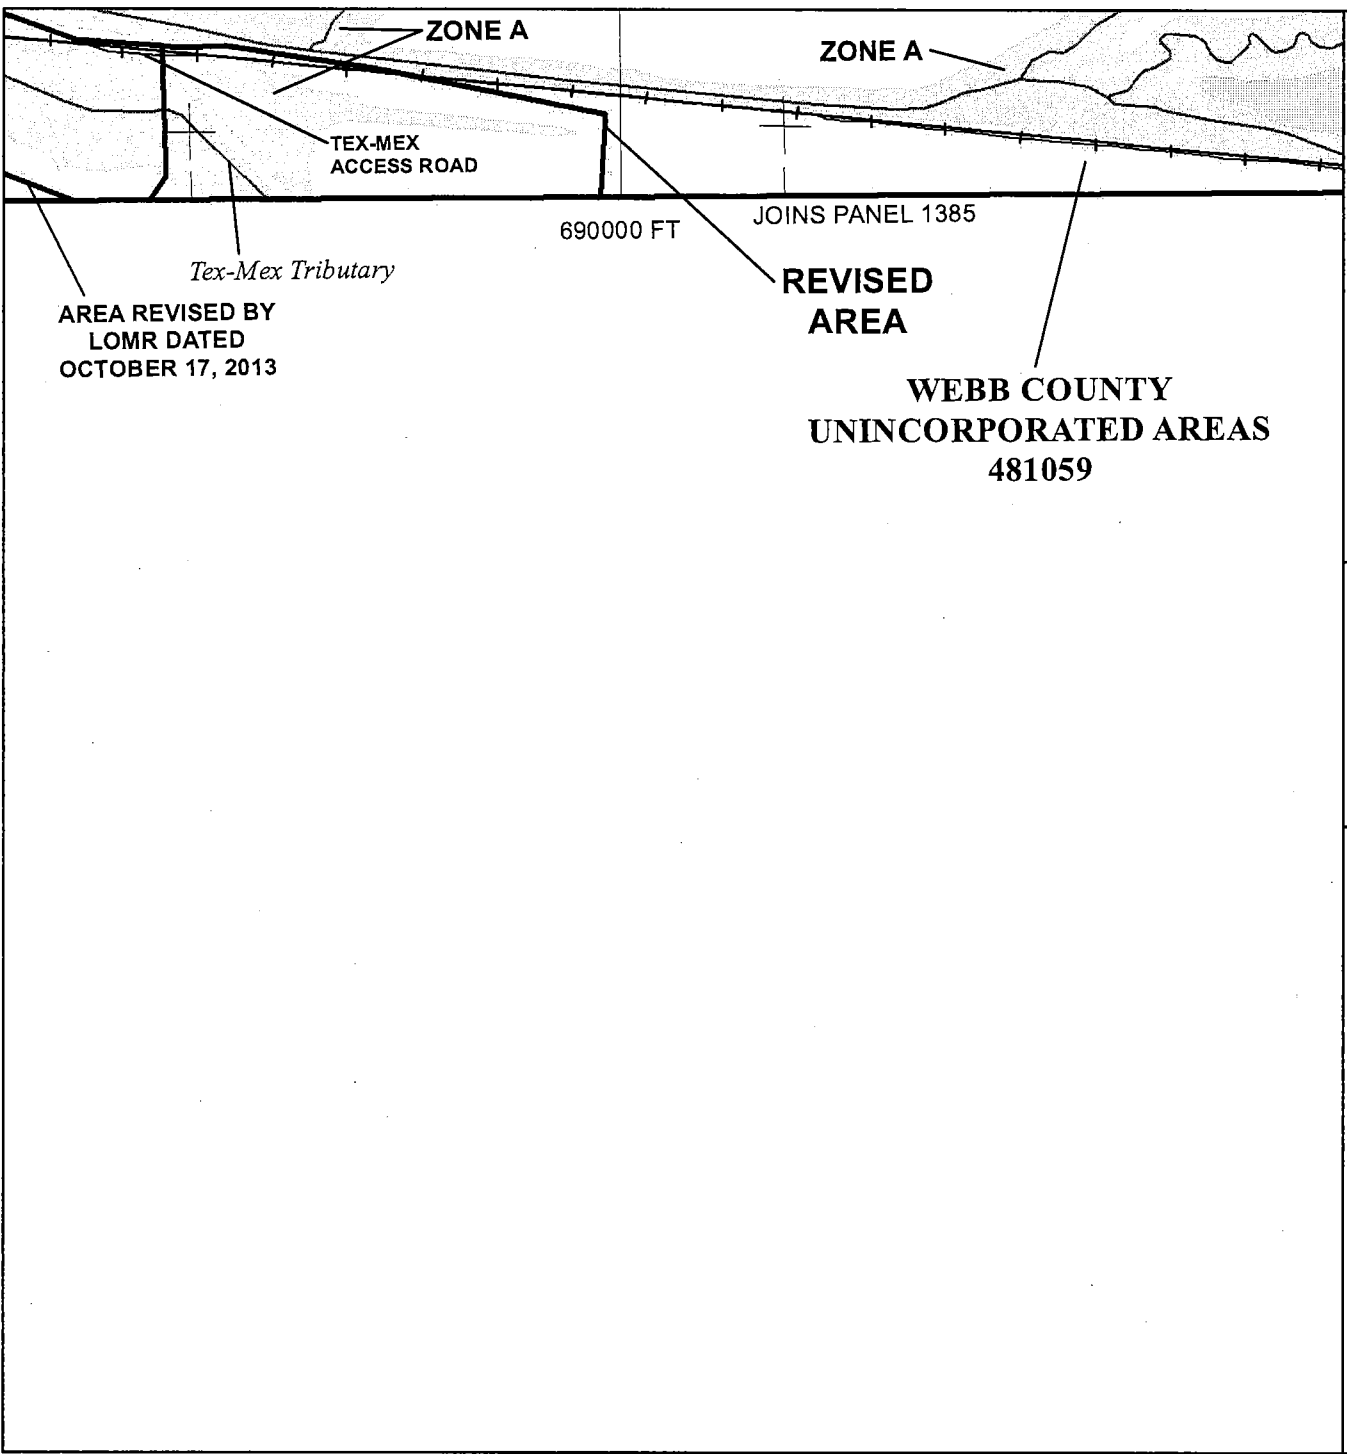 ZONE A
ZONE A
TEX-MEX
ACCESS ROAD
690000 FT
JOINS PANEL 1385
Tex-Mex Tributary
REVISED
AREA
AREA REVISED BY
LOMR DATED
OCTOBER 17, 2013
WEBB COUNTY
UNINCORPORATED AREAS
481059